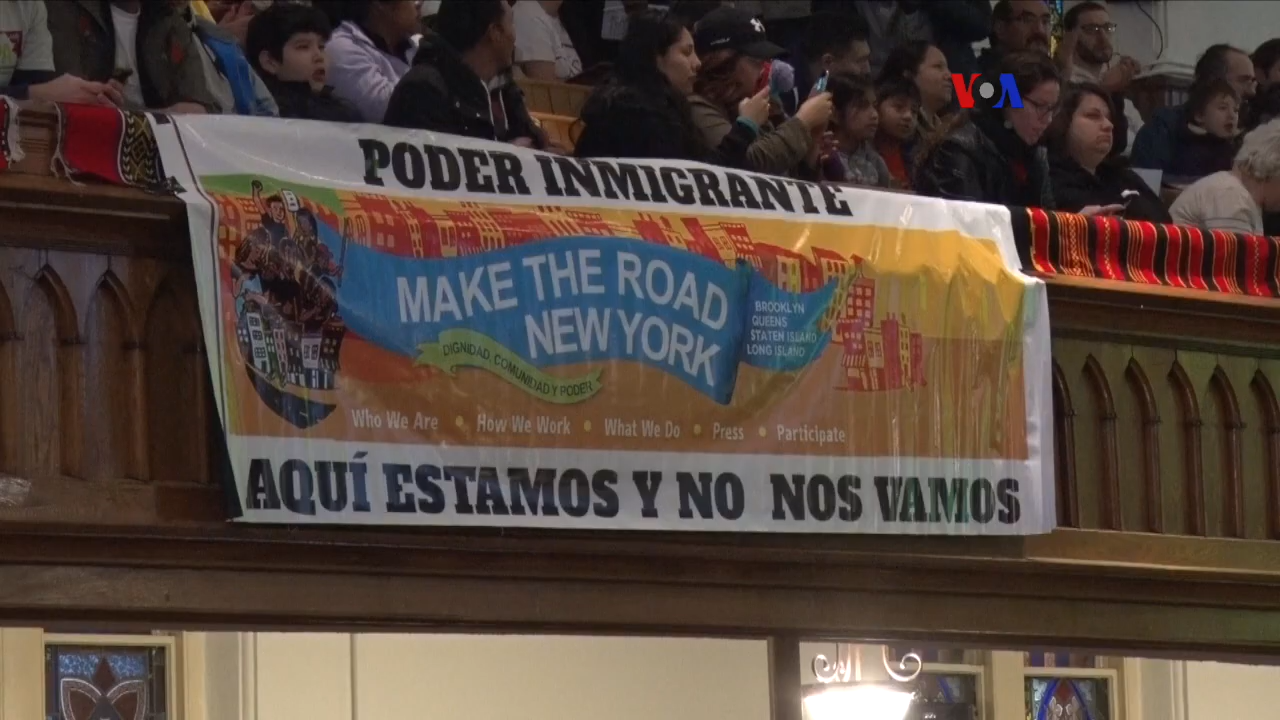 VOA
PODER INMIGRANTE
MAKE THE ROAD
NEW YORK
BROOKLYN
QUEENS
STATEN ISLAND
LONG ISLAND
DIGNIDAD, COMUNIDAD Y PODER
Who We Are • How We Work • What We Do • Press • Participate
AQUÍ ESTAMOS Y NO NOS VAMOS